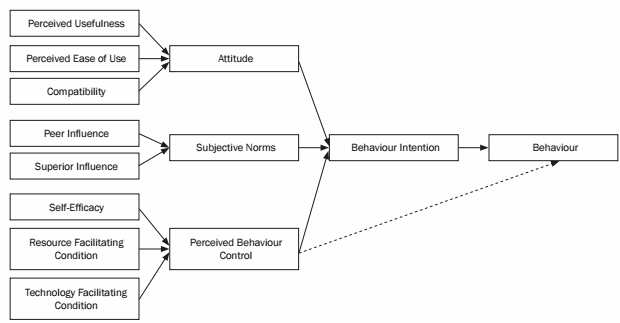 Perceived Usefulness
Perceived Ease of Use
Compatibility
Attitude
Peer Influence
Superior Influence
Subjective Norms
Behaviour Intention
Behaviour
Self-Efficacy
Resource Facilitating
Condition
Technology Facilitating
Condition
Perceived Behaviour
Control